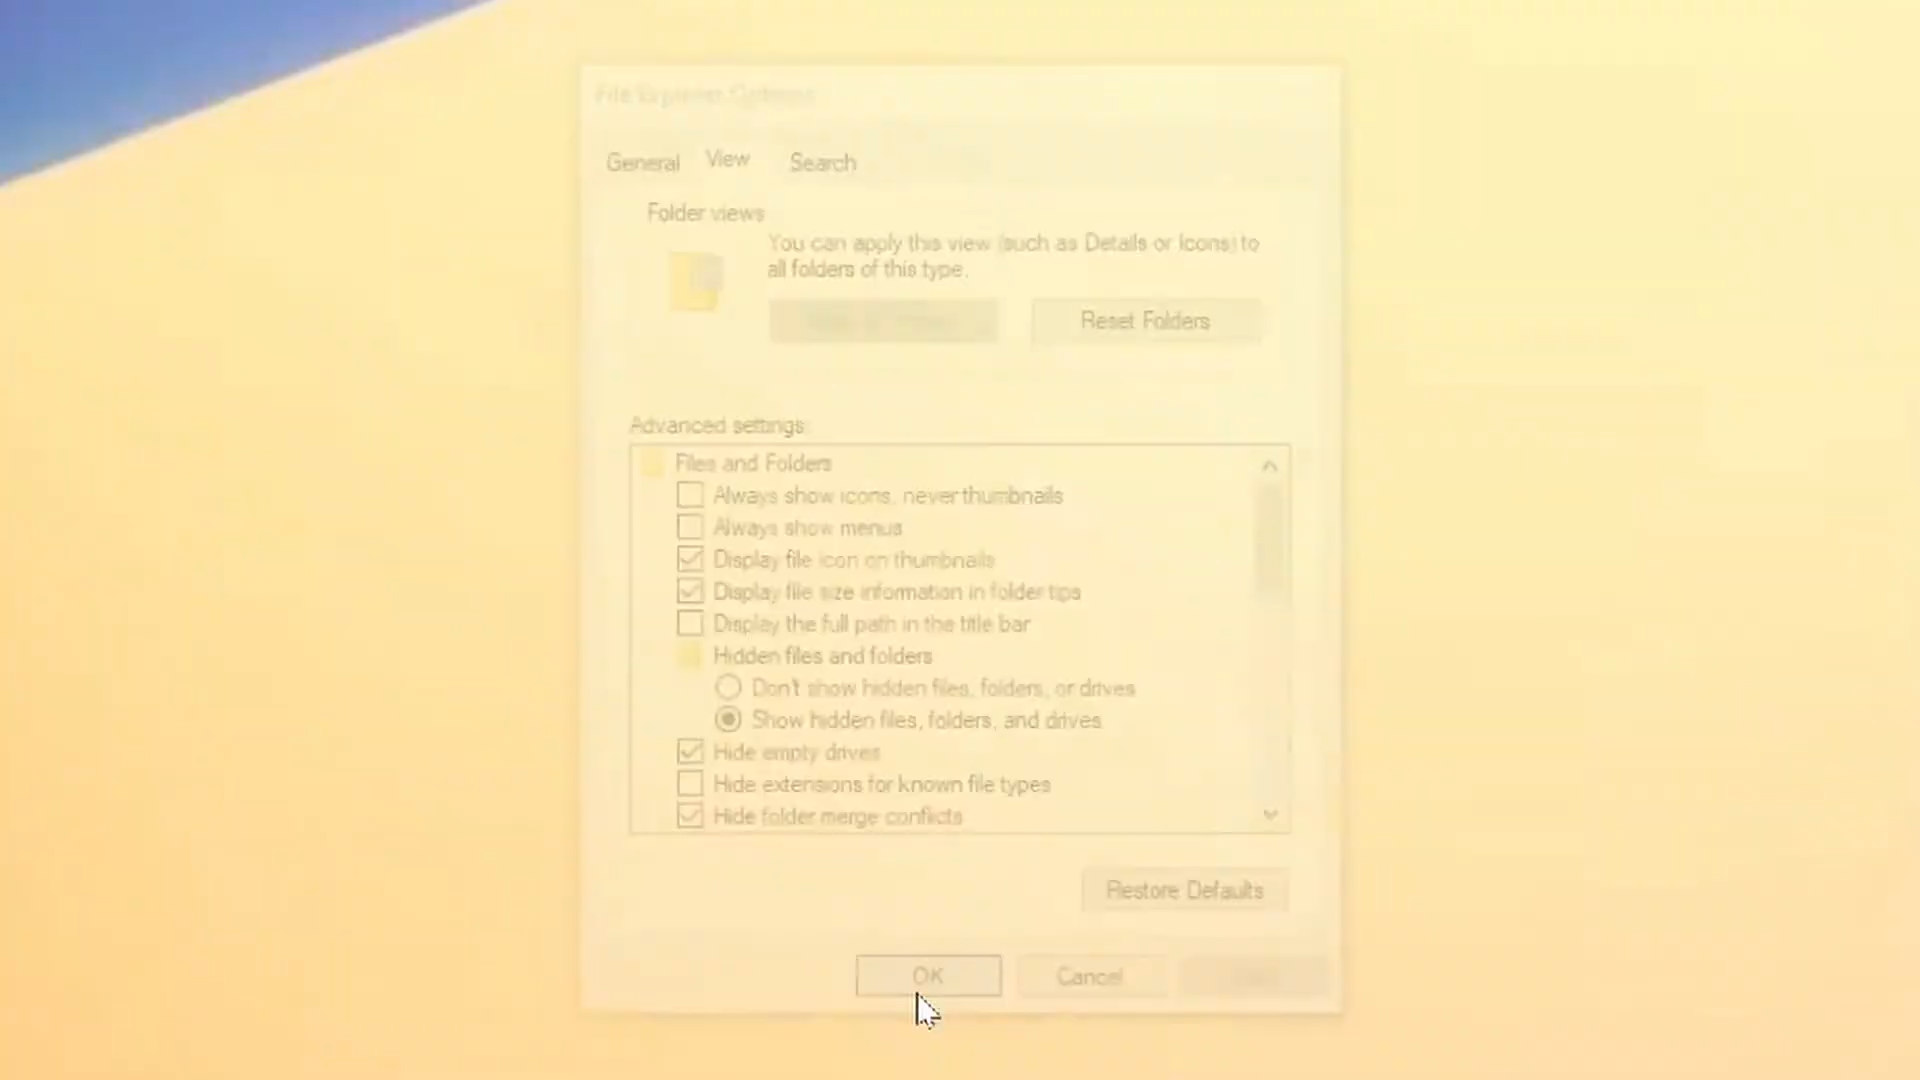 File Explorer Options
General
View
Search
Folder views
You can apply this view (such as Details or Icons) to
all folders of this type.
Reset Folders
Advanced settings:
Files and Folders
Always show icons, never thumbnails
Always show menus
Display file icon on thumbnails
Display file size information in folder tips
Display the full path in the title bar
Hidden files and folders
Don't show hidden files, folders, or drives
Show hidden files, folders, and drives
Hide empty drives
Hide extensions for known file types
Hide folder merge conflicts
Restore Defaults
OK
Cancel